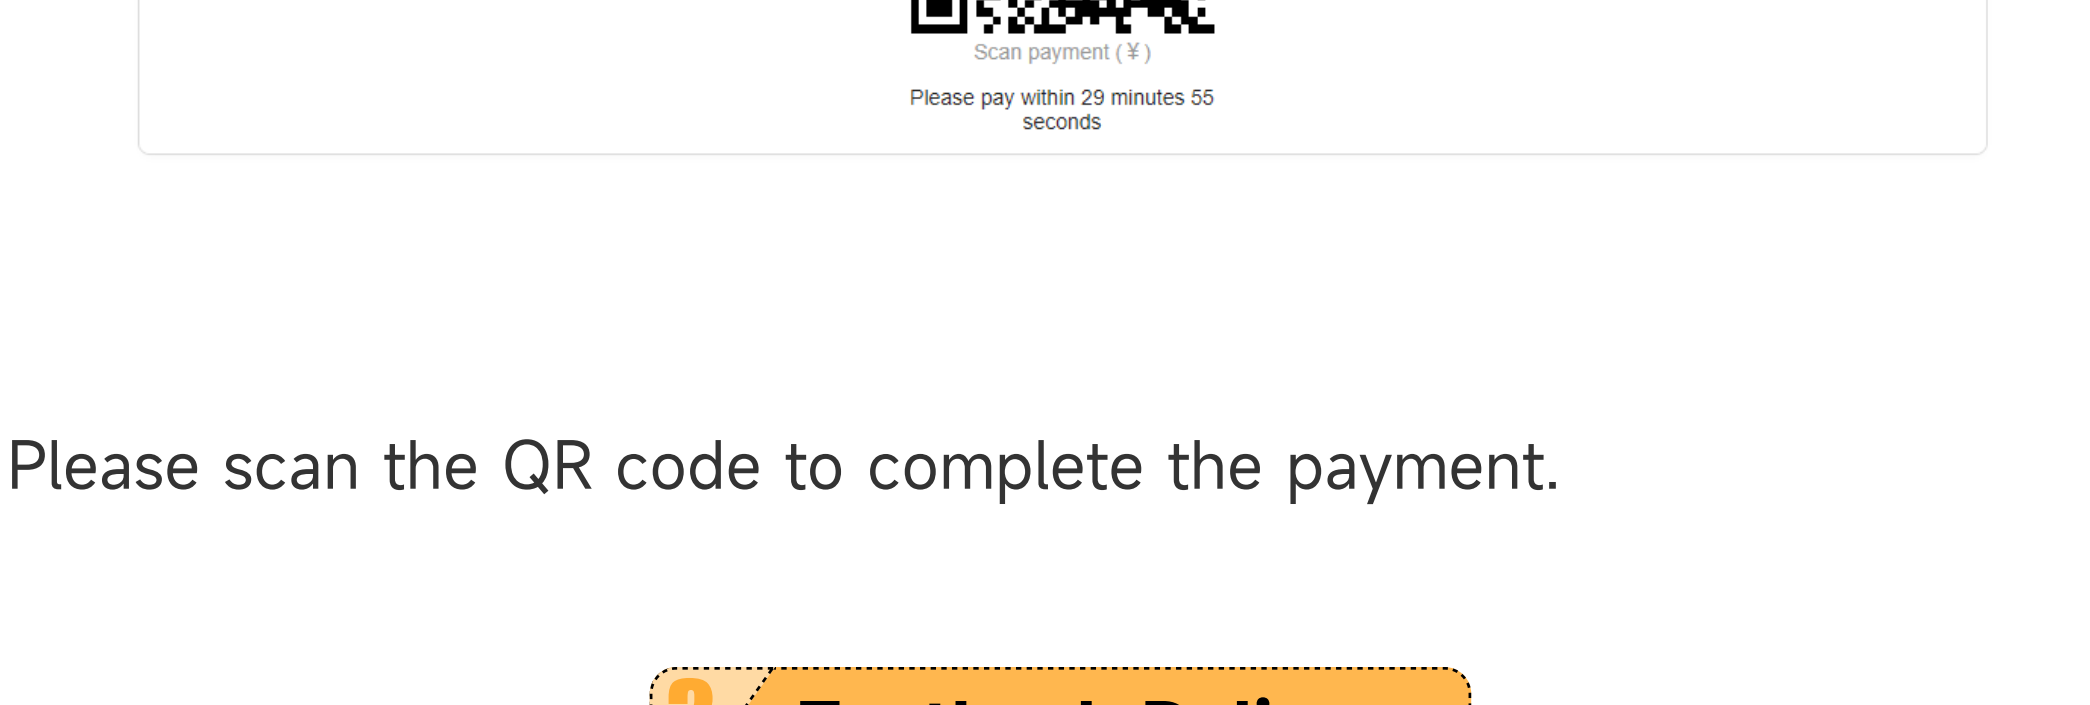 Scan payment (¥)
Please pay within 29 minutes 55
seconds
Please scan the QR code to complete the payment.